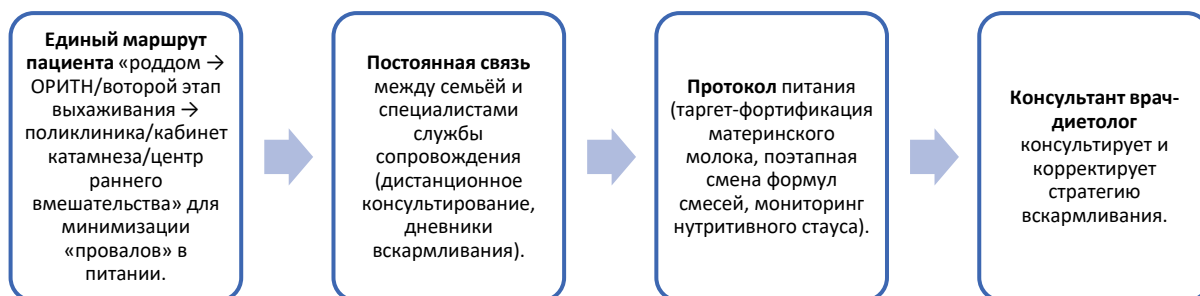 Единый маршрут
пациента «роддом →
ОРИТН/воторой этап
выхаживания →
поликлиника/кабинет
катамнеза/центр
раннего
вмешательства» для
минимизации
«провалов» в
питании.
Постоянная связь
между семьёй и
специалистами
службы
сопровождения
(дистанционное
консультирование,
дневники
вскармливания).
Протокол питания
(таргет-фортификация
материнского
молока, поэтапная
смена формул
смесей, мониторинг
нутритивного стауса).
Консультант врач-
диетолог
консультирует и
корректирует
стратегию
вскармливания.